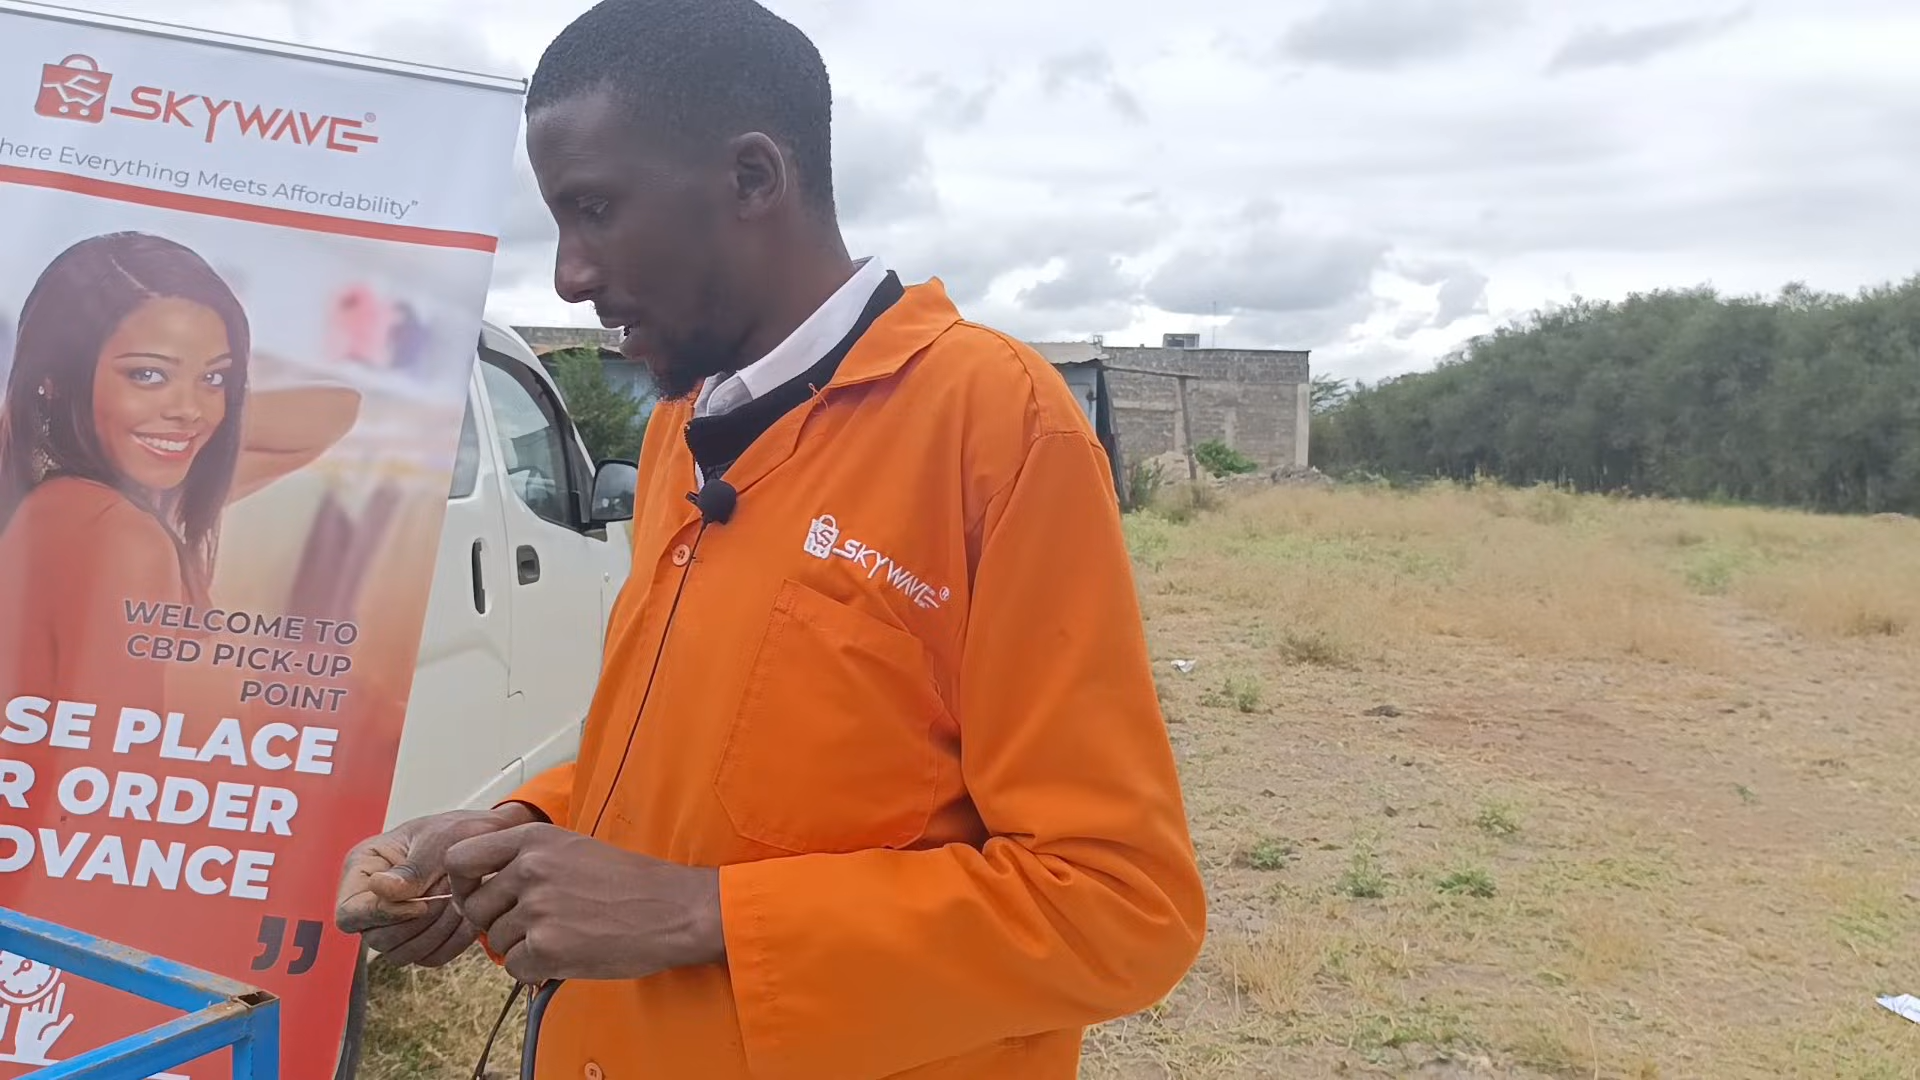 SKYWAVE®
here Everything Meets Affordability"
WELCOME TO
CBD PICK-UP
POINT
SE PLACE
R ORDER
DVANCE
”
SKYWAVE®